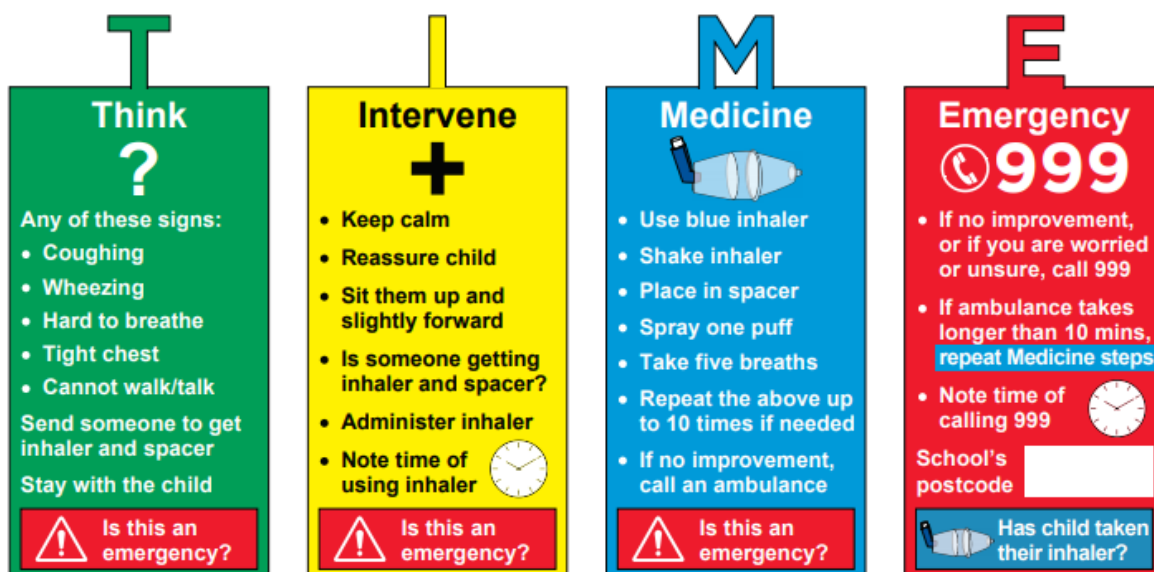 T
Think
?
Any of these signs:
• Coughing
• Wheezing
• Hard to breathe
• Tight chest
• Cannot walk/talk
Send someone to get
inhaler and spacer
Stay with the child
Is this an
emergency?
I
Intervene
• Keep calm
• Reassure child
• Sit them up and
slightly forward
• Is someone getting
inhaler and spacer?
• Administer inhaler
• Note time of
using inhaler
Is this an
emergency?
M
Medicine
• Use blue inhaler
• Shake inhaler
• Place in spacer
• Spray one puff
• Take five breaths
• Repeat the above up
to 10 times if needed
• If no improvement,
call an ambulance
Is this an
emergency?
E
Emergency
999
• If no improvement,
or if you are worried
or unsure, call 999
• If ambulance takes
longer than 10 mins,
repeat Medicine steps
• Note time of
calling 999
School's
postcode
Has child taken
their inhaler?